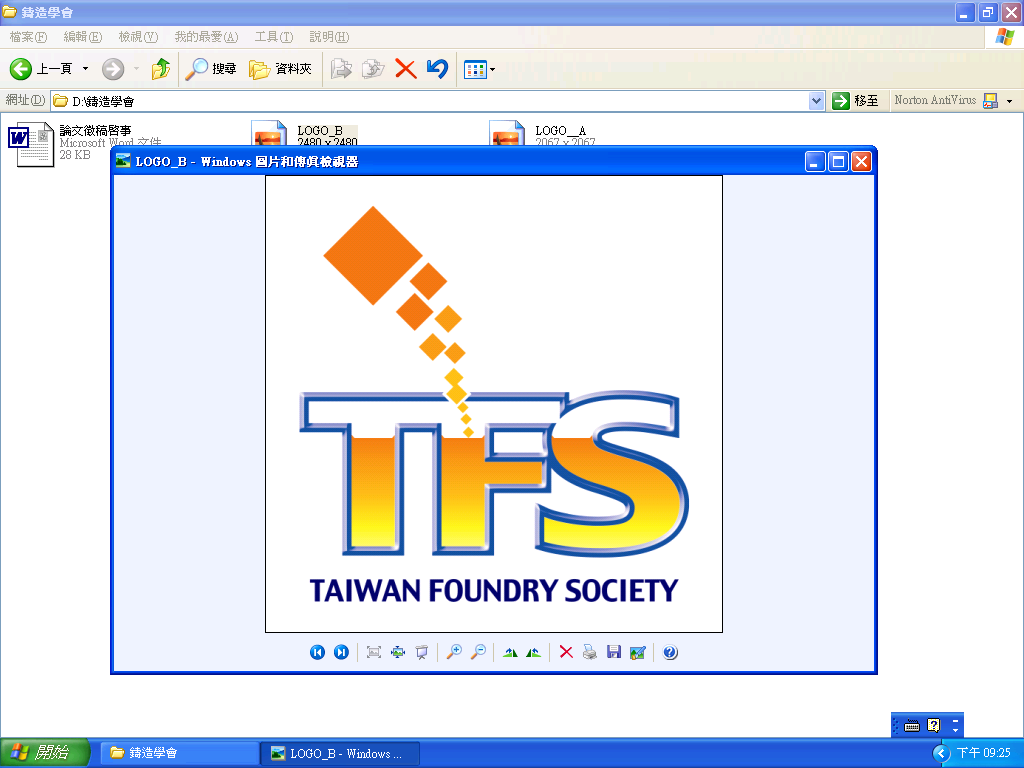 鑄造學會
檔案(F) 編輯(E) 檢視(V) 我的最愛(A) 工具(T) 說明(H)
上一頁 搜尋 資料夾
網址(D) D:\鑄造學會 移至 Norton AntiVirus
論文徵稿啓事
Microsoft Word 文件
28 KB
LOGO_B
2480 x 2480
LOGO__A
2067 x 2067
LOGO_B - Windows 圖片和傳真檢視器
TFS
TAIWAN FOUNDRY SOCIETY
開始 鑄造學會 LOGO_B - Windows ... 下午 09:25